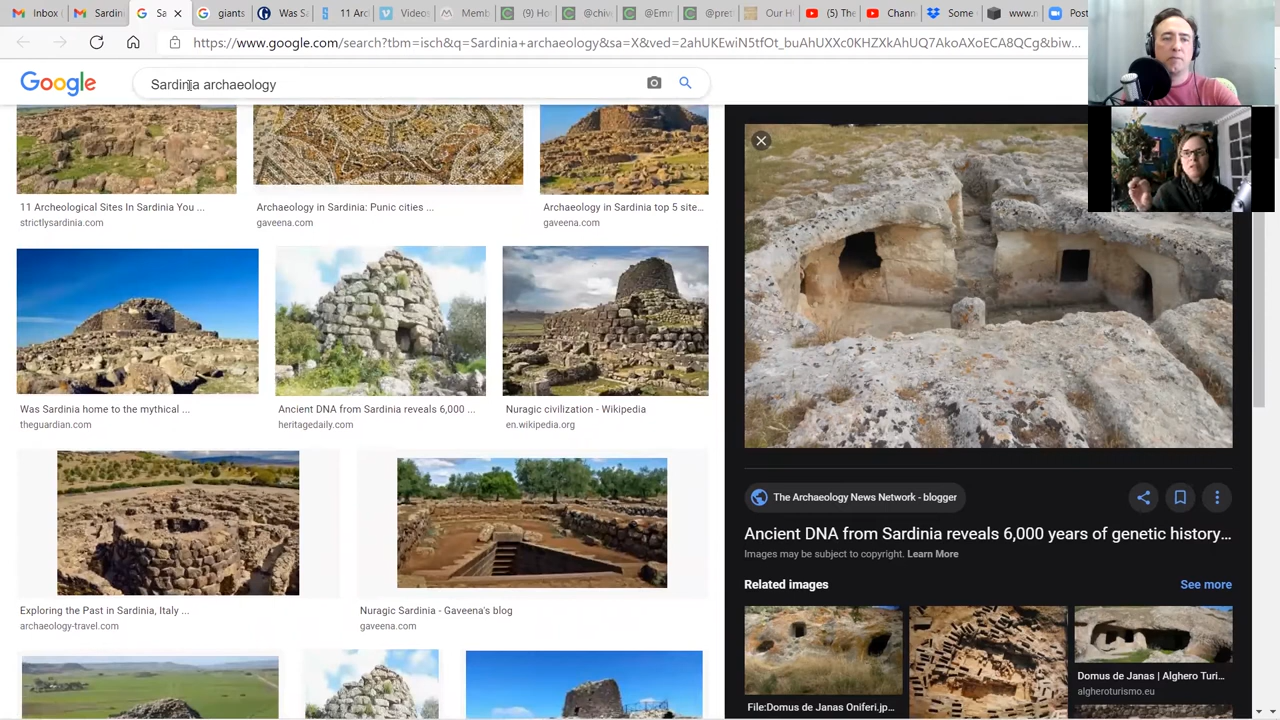 Inbox
Sardin
Sa
giants
Was Sa
11 Arc
Videos
Memb
(9) Ho
@chiv
@Emn
@pret
Our H
(5) The
Chann
Some
www.n
Post
https://www.google.com/search?tbm=isch&q=Sardinia+archaeology&sa=X&ved=2ahUKEwiN5tfOt_buAhUXXc0KHZXkAhUQ7AkoAXoECA8QCg&biw...
Google
Sardinia archaeology
11 Archeological Sites In Sardinia You ...
strictlysardinia.com
Archaeology in Sardinia: Punic cities ...
gaveena.com
Archaeology in Sardinia top 5 site...
gaveena.com
Was Sardinia home to the mythical ...
theguardian.com
Ancient DNA from Sardinia reveals 6,000 ...
heritagedaily.com
Nuragic civilization - Wikipedia
en.wikipedia.org
Exploring the Past in Sardinia, Italy ...
archaeology-travel.com
Nuragic Sardinia - Gaveena's blog
gaveena.com
The Archaeology News Network - blogger
Ancient DNA from Sardinia reveals 6,000 years of genetic history...
Images may be subject to copyright. Learn More
Related images
See more
File:Domus de Janas Oniferi.jp...
Domus de Janas | Alghero Turi...
algheroturismo.eu